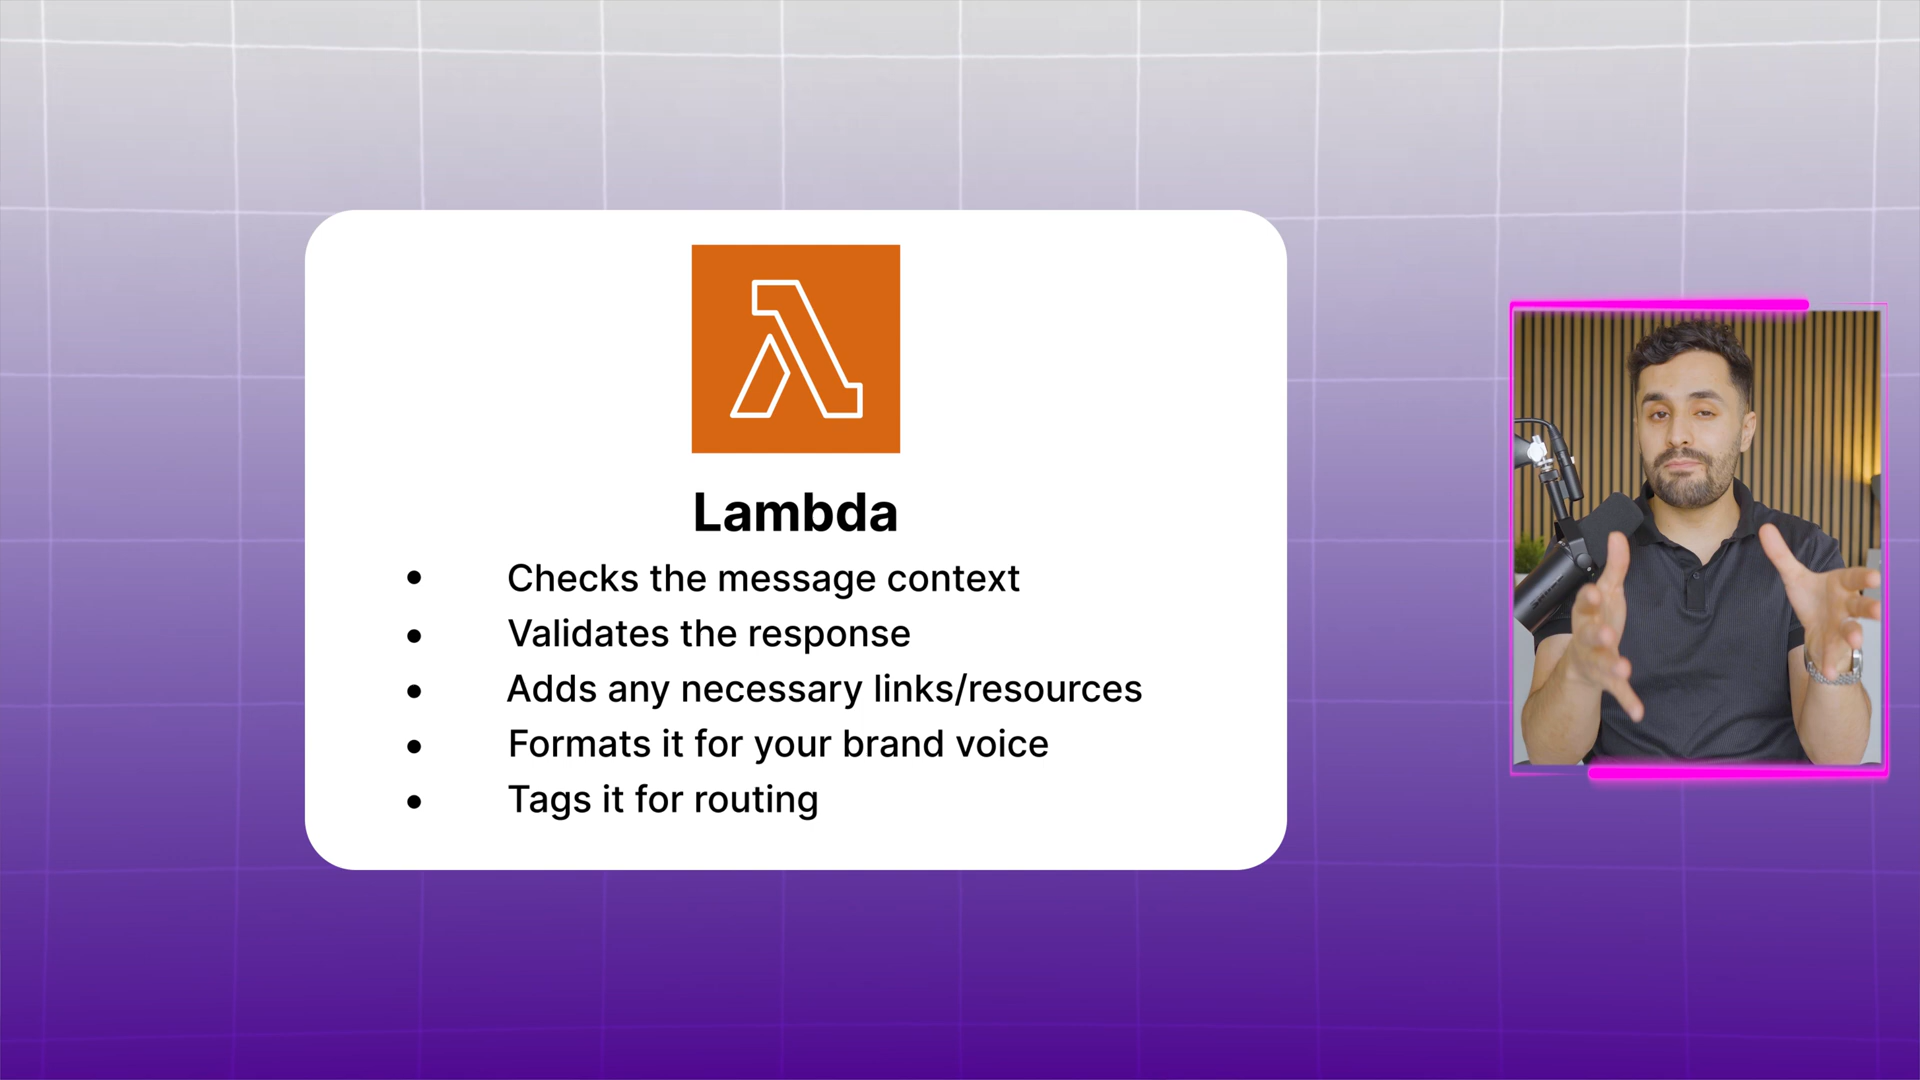 Lambda
• Checks the message context
• Validates the response
• Adds any necessary links/resources
• Formats it for your brand voice
• Tags it for routing